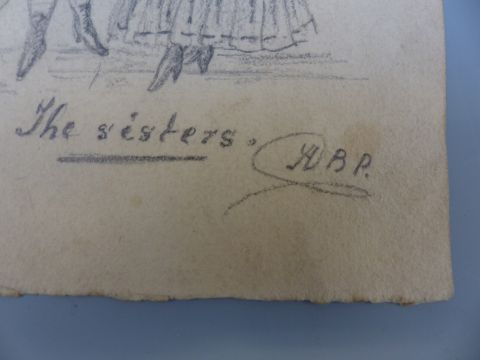 The sisters.
HBP.